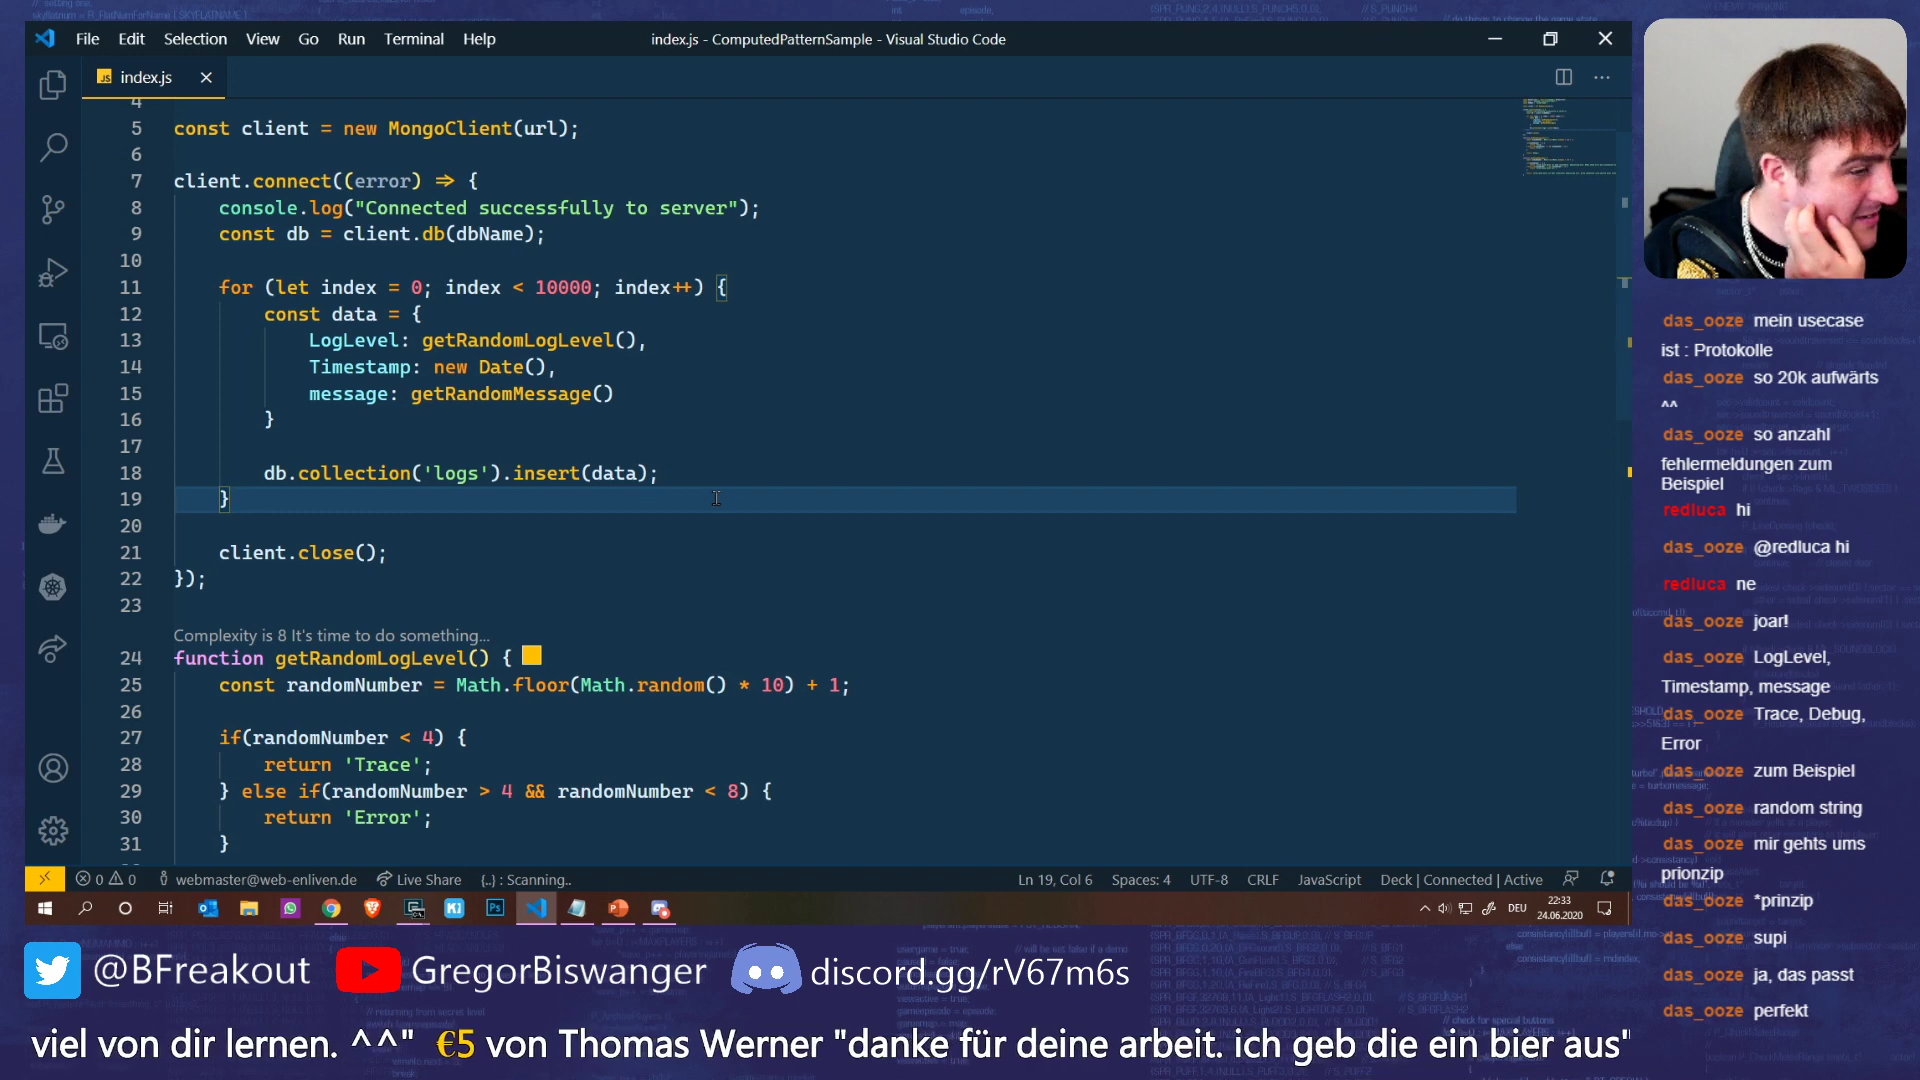 File Edit Selection View Go Run Terminal Help
index.js - ComputedPatternSample - Visual Studio Code
JS index.js
4
5 const client = new MongoClient(url);
6
7 client.connect((error) => {
8 console.log("Connected successfully to server");
9 const db = client.db(dbName);
10
11 for (let index = 0; index < 10000; index++) {
12 const data = {
13 LogLevel: getRandomLogLevel(),
14 Timestamp: new Date(),
15 message: getRandomMessage()
16 }
17
18 db.collection('logs').insert(data);
19 }
20
21 client.close();
22 });
23
Complexity is 8 It's time to do something...
24 function getRandomLogLevel() {
25 const randomNumber = Math.floor(Math.random() * 10) + 1;
26
27 if(randomNumber < 4) {
28 return 'Trace';
29 } else if(randomNumber > 4 && randomNumber < 8) {
30 return 'Error';
31 }
0 0 webmaster@web-enliven.de Live Share {..} : Scanning.. Ln 19, Col 6 Spaces: 4 UTF-8 CRLF JavaScript Deck | Connected | Active
DEU 22:33
24.06.2020
das_ooze mein usecase
ist : Protokolle
das_ooze so 20k aufwärts
^^
das_ooze so anzahl
fehlermeldungen zum
Beispiel
redluca hi
das_ooze @redluca hi
redluca ne
das_ooze joar!
das_ooze LogLevel,
Timestamp, message
das_ooze Trace, Debug,
Error
das_ooze zum Beispiel
das_ooze random string
das_ooze mir gehts ums
prionzip
das_ooze *prinzip
das_ooze supi
das_ooze ja, das passt
das_ooze perfekt
@BFreakout GregorBiswanger discord.gg/rV67m6s
viel von dir lernen. ^^" €5 von Thomas Werner "danke für deine arbeit. ich geb die ein bier aus"